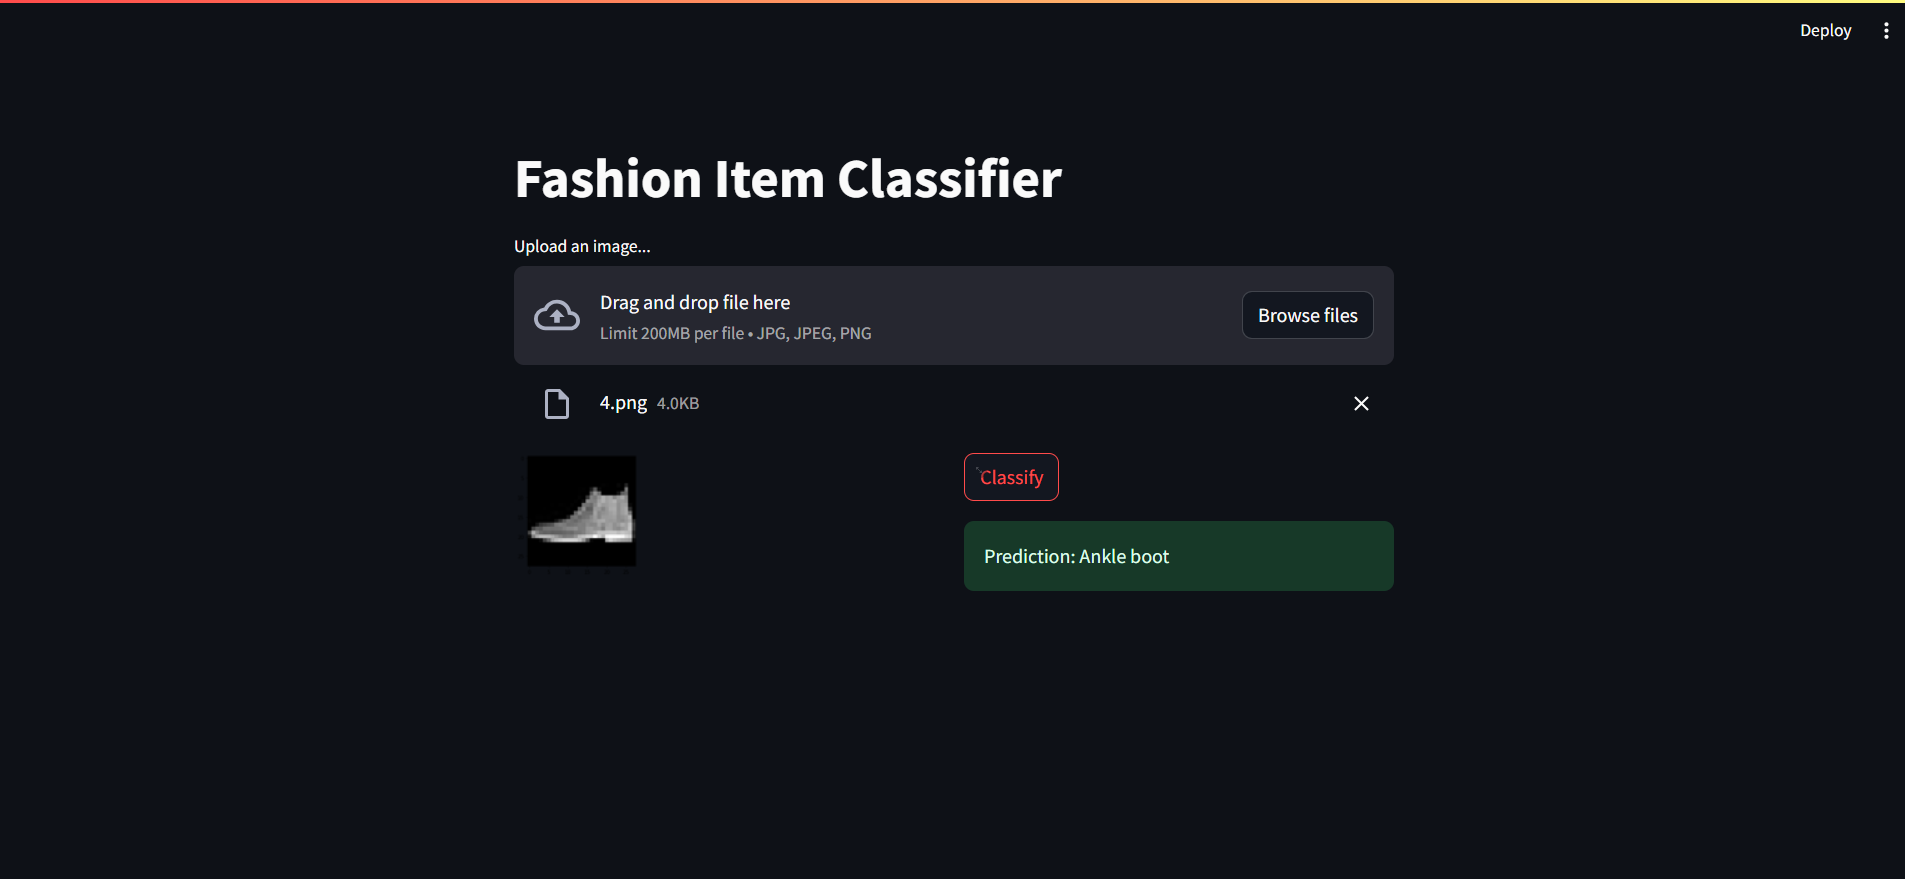 Deploy
Fashion Item Classifier
Upload an image...
Drag and drop file here
Limit 200MB per file • JPG, JPEG, PNG
Browse files
4.png 4.0KB
Classify
Prediction: Ankle boot